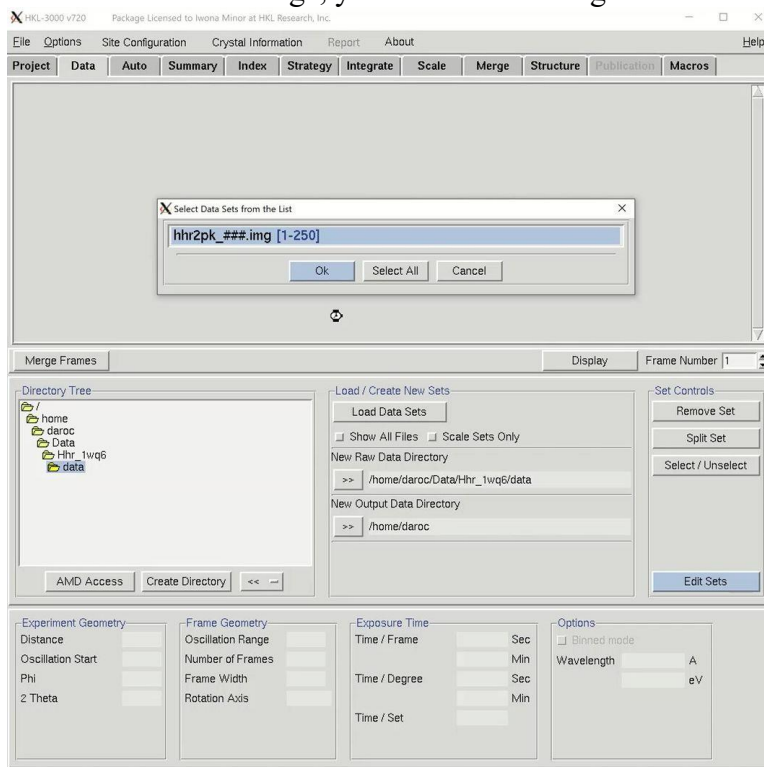 HKL-3000 v720 Package Licensed to Iwona Minor at HKL Research, Inc.
File Options Site Configuration Crystal Information Report About Help
Project Data Auto Summary Index Strategy Integrate Scale Merge Structure Publication Macros
Select Data Sets from the List
hhr2pk_###.img [1-250]
Ok Select All Cancel
Merge Frames Display Frame Number 1
Directory Tree
/
home
daroc
Data
Hhr_1wq6
data
AMD Access Create Directory <<
Load / Create New Sets
Load Data Sets
Show All Files Scale Sets Only
New Raw Data Directory
>> /home/daroc/Data/Hhr_1wq6/data
New Output Data Directory
>> /home/daroc
Set Controls
Remove Set
Split Set
Select / Unselect
Edit Sets
Experiment Geometry
Distance
Oscillation Start
Phi
2 Theta
Frame Geometry
Oscillation Range
Number of Frames
Frame Width
Rotation Axis
Exposure Time
Time / Frame Sec
Min
Time / Degree Sec
Min
Time / Set
Options
Binned mode
Wavelength A
eV